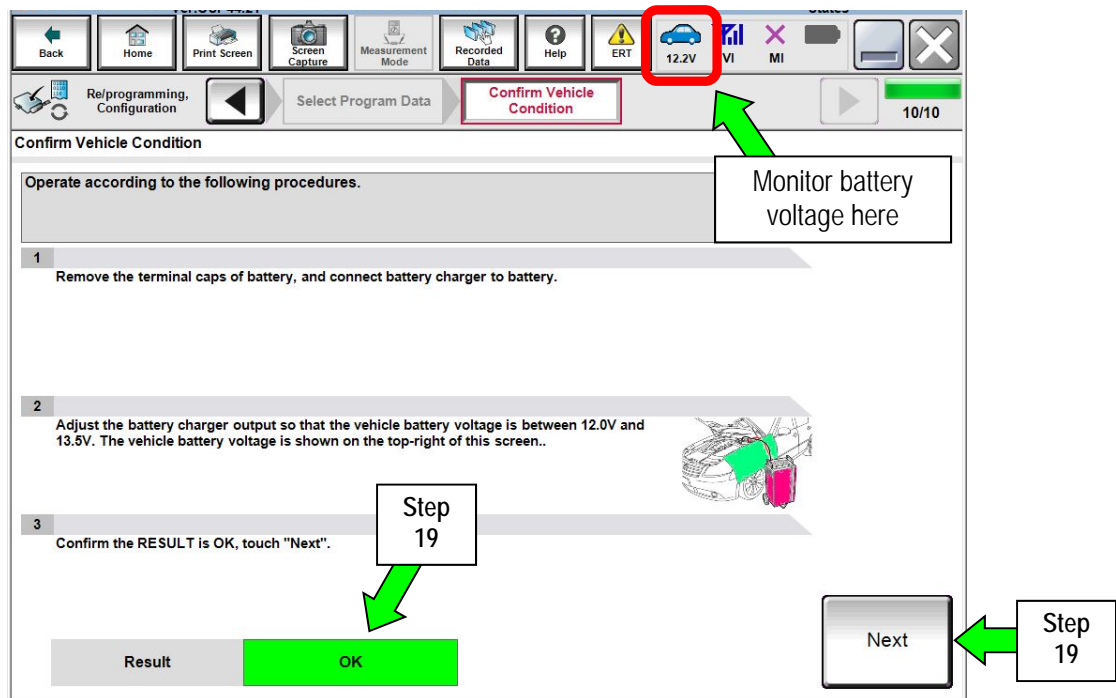 Back
Home
Print Screen
Screen
Capture
Measurement
Mode
Recorded
Data
Help
ERT
12.2V
VI
MI
Re/programming,
Configuration
Select Program Data
Confirm Vehicle
Condition
10/10
Confirm Vehicle Condition
Operate according to the following procedures.
Monitor battery
voltage here
1
Remove the terminal caps of battery, and connect battery charger to battery.
2
Adjust the battery charger output so that the vehicle battery voltage is between 12.0V and
13.5V. The vehicle battery voltage is shown on the top-right of this screen..
Step
19
3
Confirm the RESULT is OK, touch "Next".
Result
OK
Next
Step
19